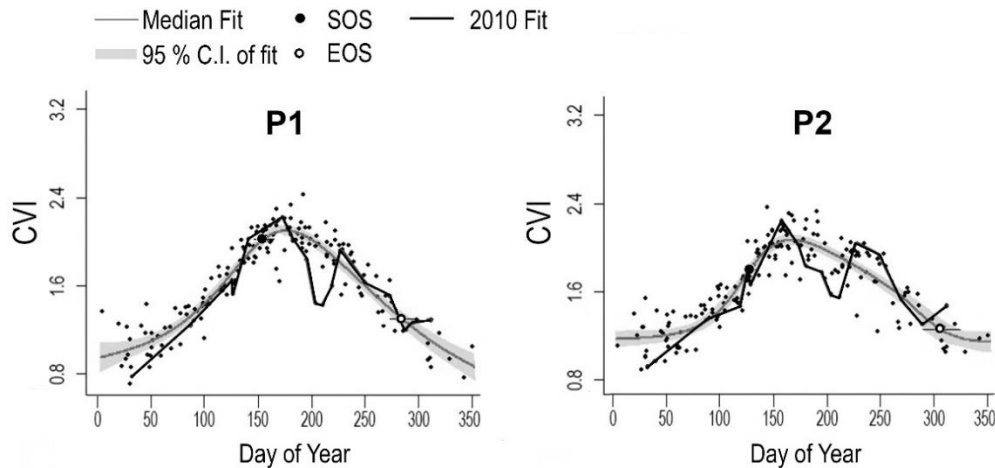 Median Fit SOS 2010 Fit
95 % C.I. of fit EOS
P1
CVI
3.2
2.4
1.6
0.8
0 50 100 150 200 250 300 350
Day of Year
P2
CVI
3.2
2.4
1.6
0.8
0 50 100 150 200 250 300 350
Day of Year